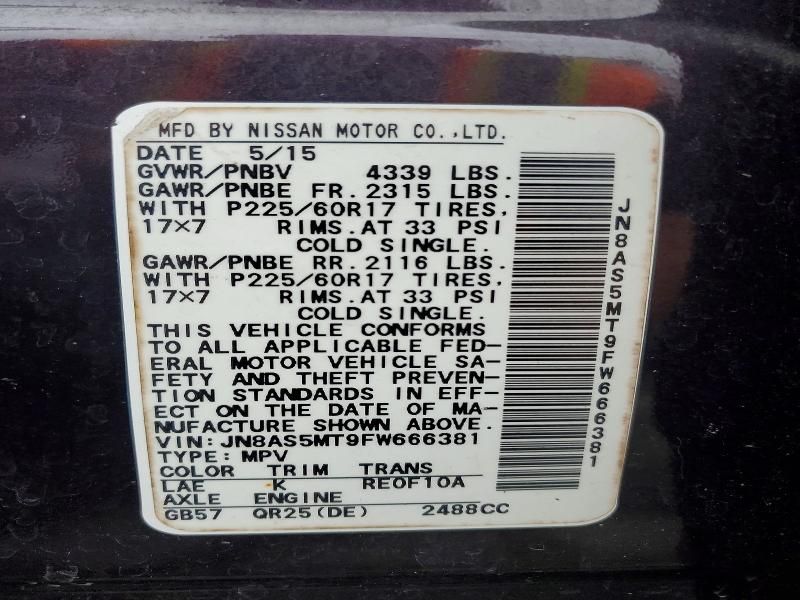 MFD BY NISSAN MOTOR CO.,LTD.
DATE 5/15
GVWR/PNBV 4339 LBS.
GAWR/PNBE FR. 2315 LBS.
WITH P225/60R17 TIRES,
17×7 RIMS.AT 33 PSI
COLD SINGLE.
GAWR/PNBE RR. 2116 LBS.
WITH P225/60R17 TIRES,
17×7 RIMS.AT 33 PSI
COLD SINGLE.
THIS VEHICLE CONFORMS
TO ALL APPLICABLE FED-
ERAL MOTOR VEHICLE SA-
FETY AND THEFT PREVEN-
TION STANDARDS IN EFF-
ECT ON THE DATE OF MA-
NUFACTURE SHOWN ABOVE.
VIN:JN8AS5MT9FW666381
TYPE:MPV
COLOR TRIM TRANS
LAE K RE0F10A
AXLE ENGINE
GB57 QR25(DE) 2488CC
JN8AS5MT9FW666381